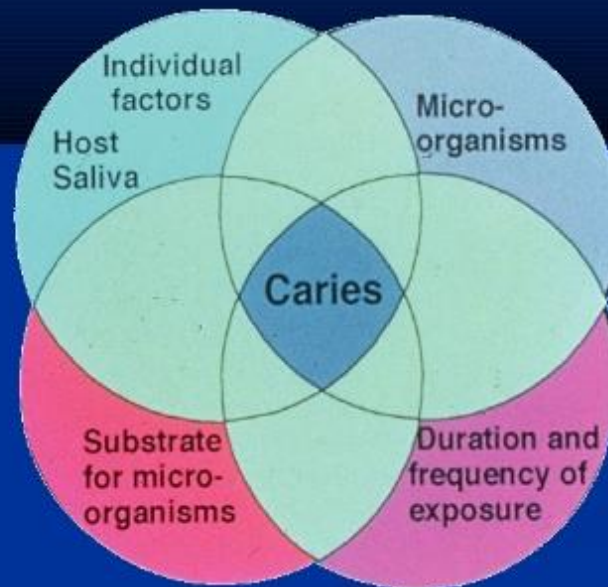 Individual
factors
Host
Saliva
Micro-
organisms
Caries
Substrate
for micro-
organisms
Duration and
frequency of
exposure